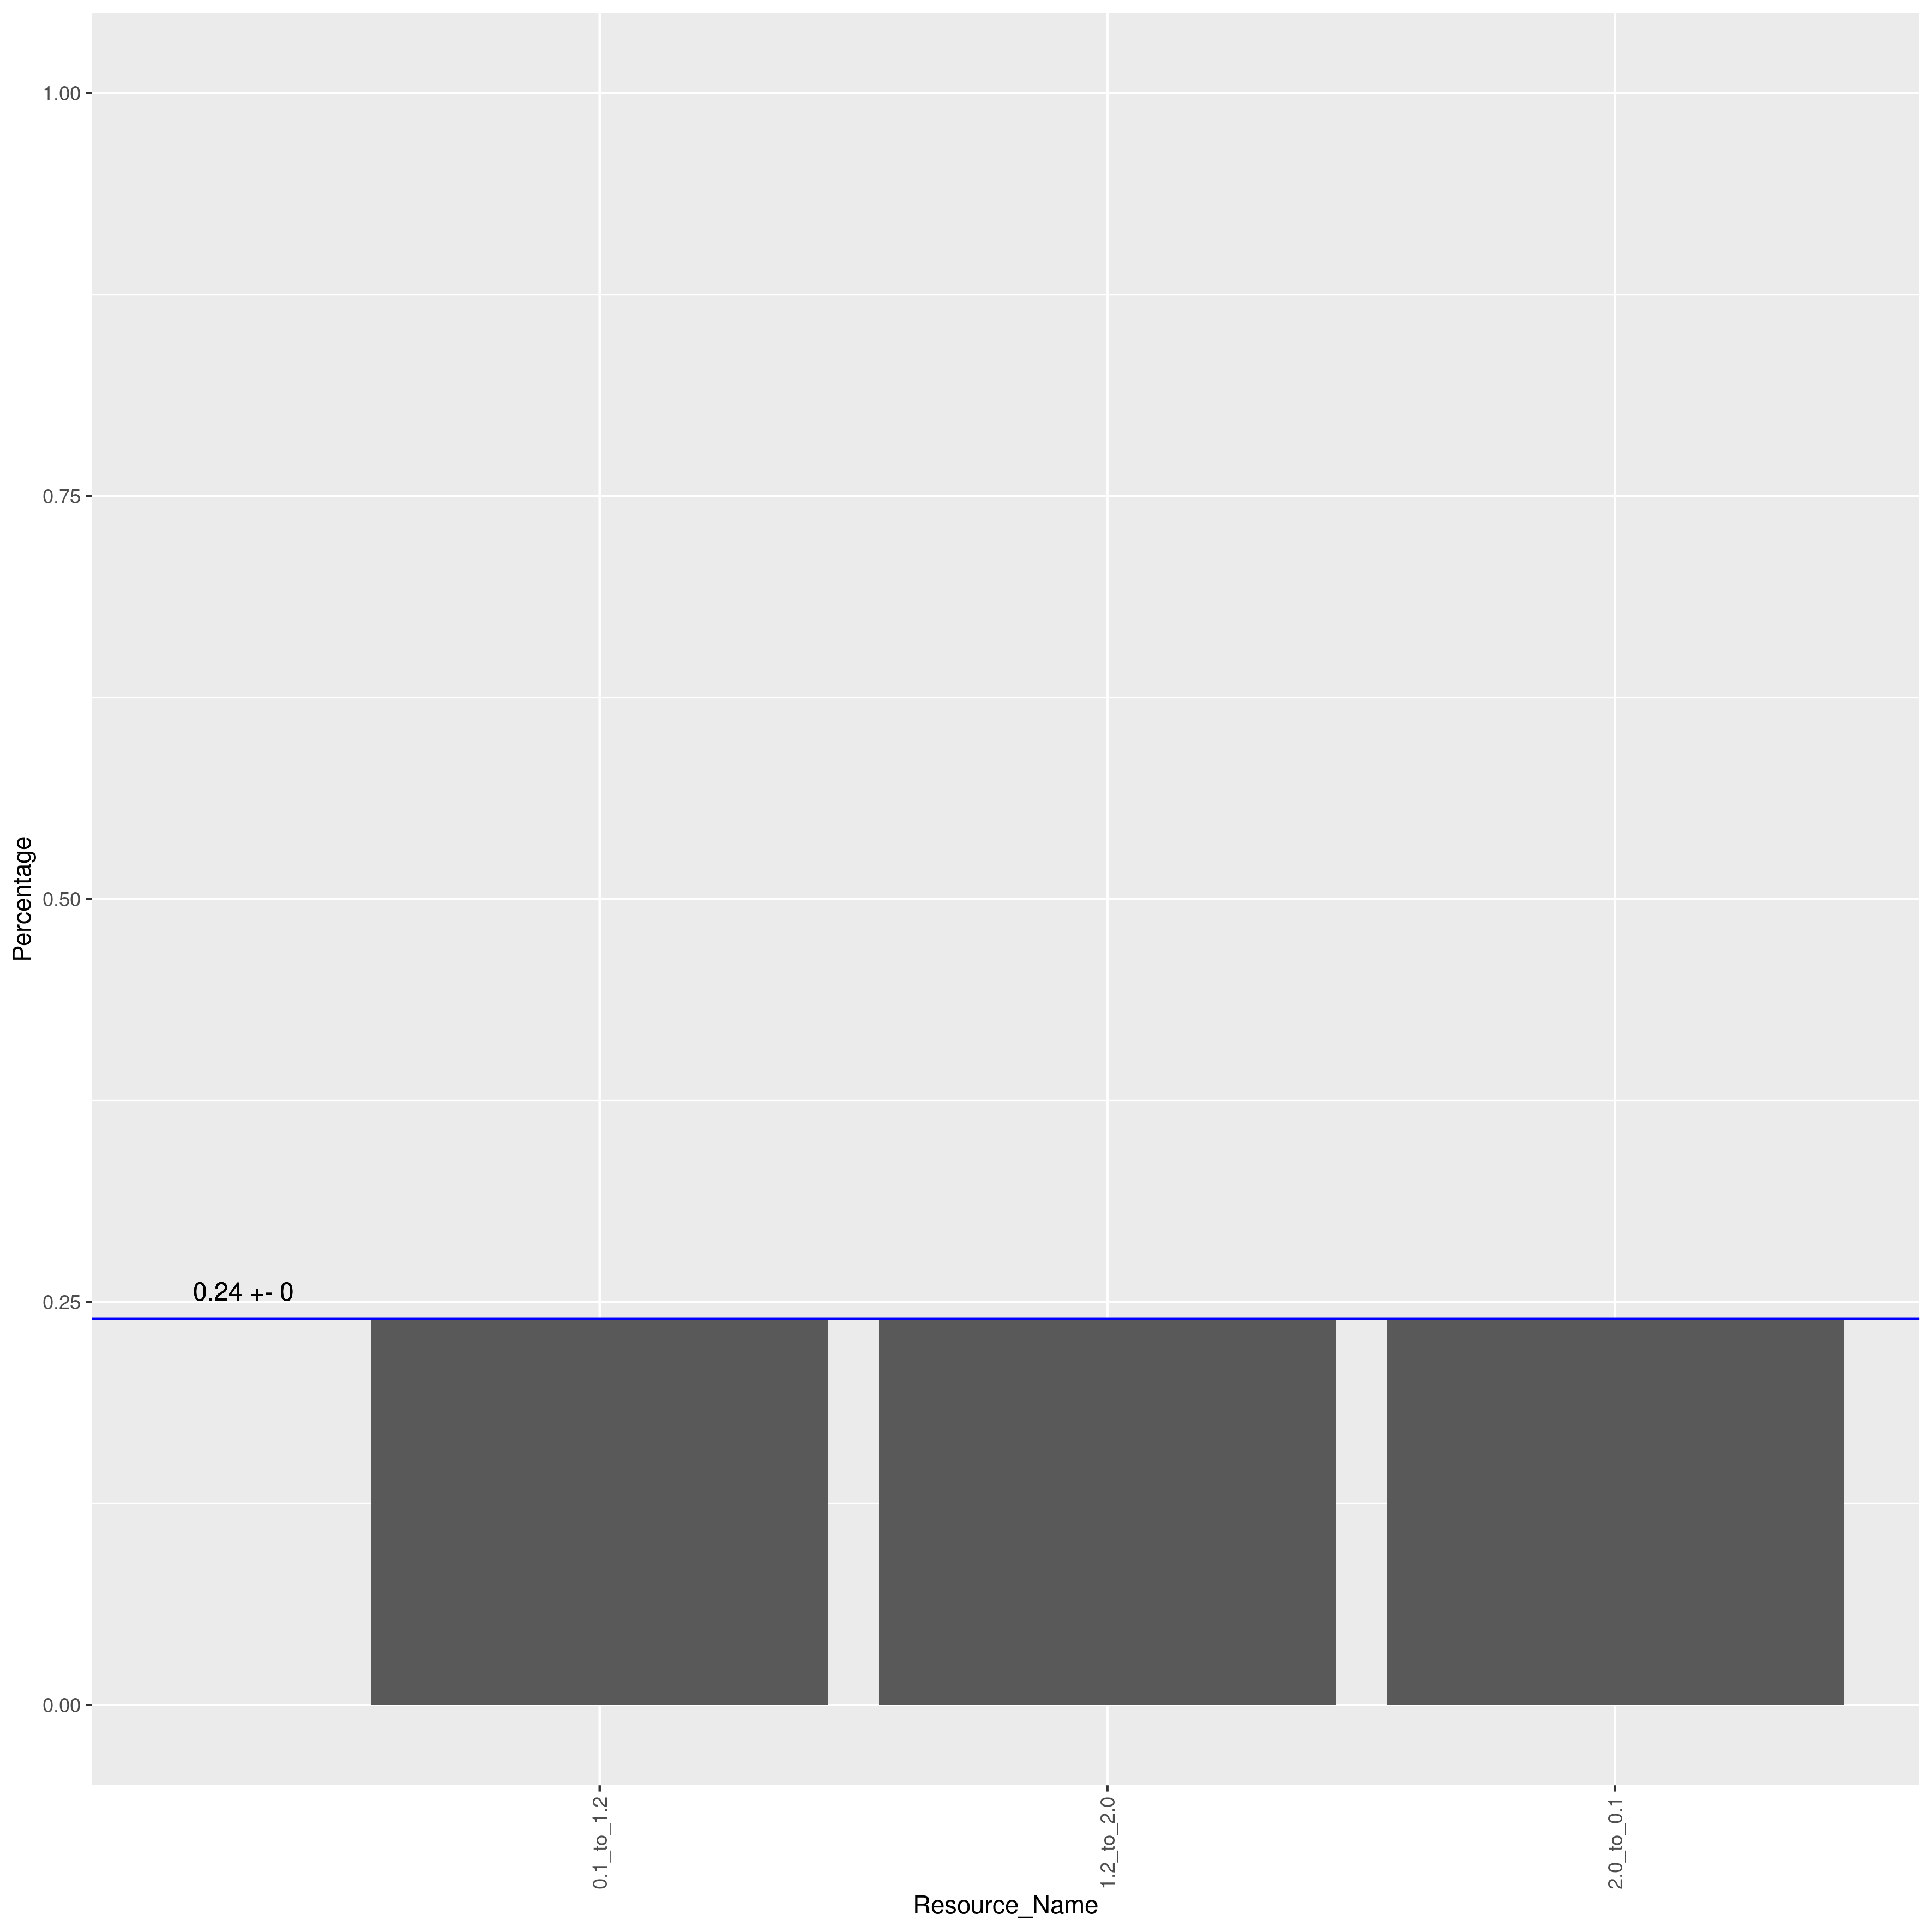 1.00
0.75
0.50
0.25
0.00
Percentage
0.24 +- 0
0.1_to_1.2
1.2_to_2.0
2.0_to_0.1
Resource_Name